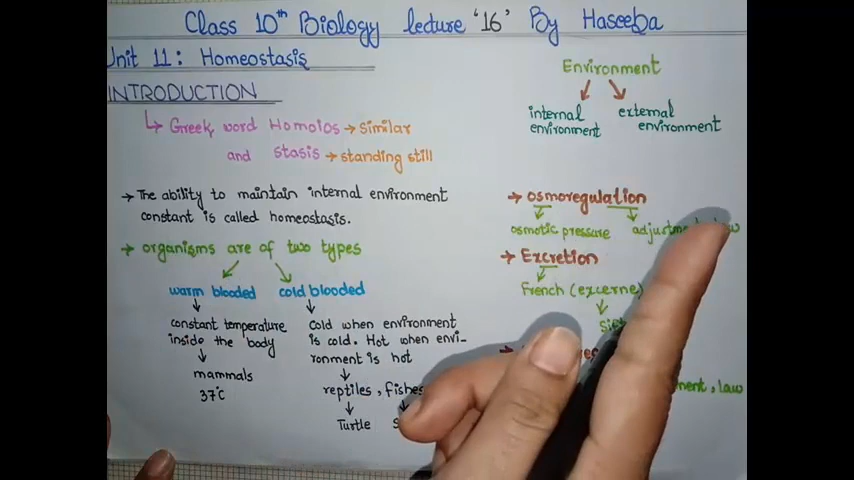 Class 10th Biology lecture '16' By Haseeba
Unit 11: Homeostasis
INTRODUCTION
↳ Greek word Homoios → similar
and stasis → standing still
→ The ability to maintain internal environment
constant is called homeostasis.
→ organisms are of two types
warm blooded
cold blooded
constant temperature
inside the body
mammals
37°C
Cold when environment
is cold. Hot when envi-
ronment is hot
reptiles, fishes
Turtle
Environment
internal
environment
external
environment
→ osmoregulation
osmotic pressure
→ Excretion
French (excerne)
, law